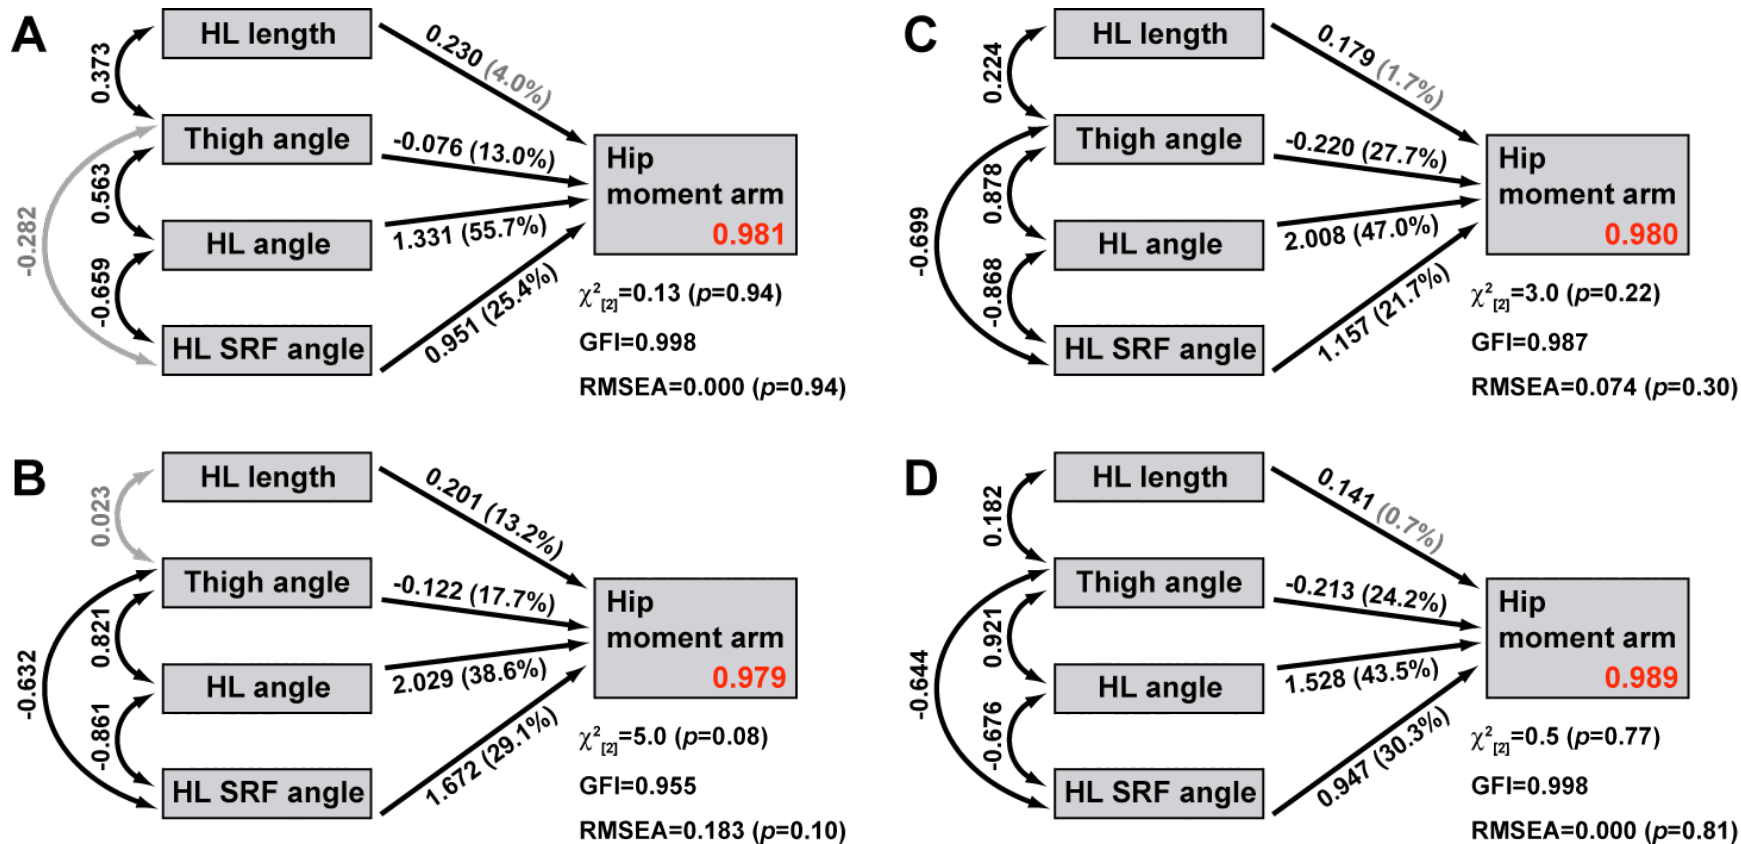 A
HL length
0.373
0.230 (4.0%)
Thigh angle
-0.076 (13.0%)
-0.282
0.563
Hip
moment arm
0.981
HL angle
1.331 (55.7%)
-0.659
HL SRF angle
0.951 (25.4%)
χ²[2]=0.13 (p=0.94)
GFI=0.998
RMSEA=0.000 (p=0.94)
C
HL length
0.224
0.179 (1.7%)
Thigh angle
-0.220 (27.7%)
-0.699
0.878
Hip
moment arm
0.980
HL angle
2.008 (47.0%)
-0.868
HL SRF angle
1.157 (21.7%)
χ²[2]=3.0 (p=0.22)
GFI=0.987
RMSEA=0.074 (p=0.30)
B
HL length
0.023
0.201 (13.2%)
Thigh angle
-0.122 (17.7%)
-0.632
0.821
Hip
moment arm
0.979
HL angle
2.029 (38.6%)
-0.861
HL SRF angle
1.672 (29.1%)
χ²[2]=5.0 (p=0.08)
GFI=0.955
RMSEA=0.183 (p=0.10)
D
HL length
0.182
0.141 (0.7%)
Thigh angle
-0.213 (24.2%)
-0.644
0.921
Hip
moment arm
0.989
HL angle
1.528 (43.5%)
-0.676
HL SRF angle
0.947 (30.3%)
χ²[2]=0.5 (p=0.77)
GFI=0.998
RMSEA=0.000 (p=0.81)